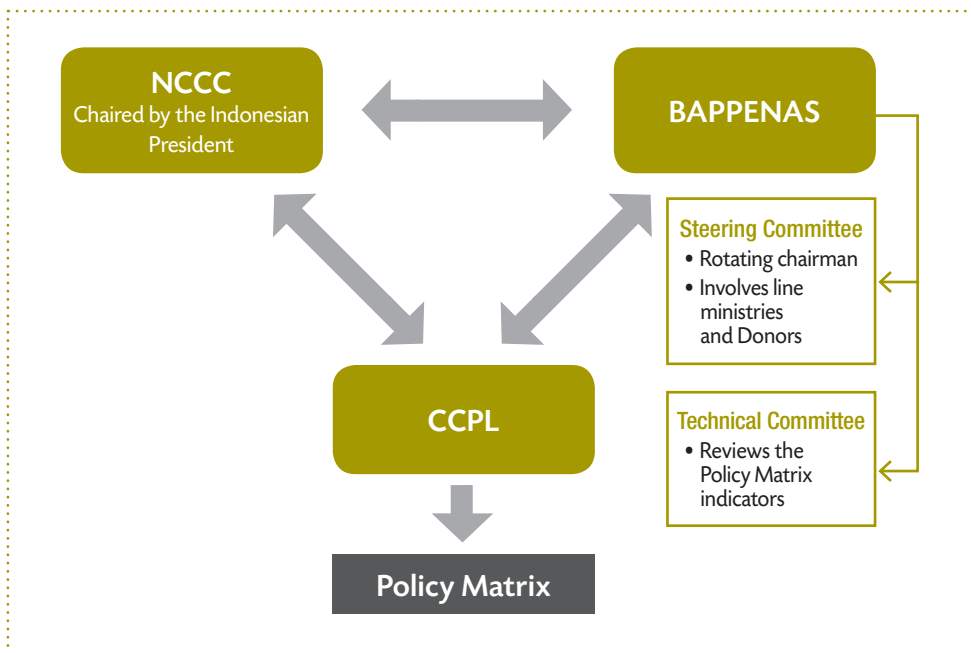 NCCC
Chaired by the Indonesian
President
BAPPENAS
Steering Committee
• Rotating chairman
• Involves line
ministries
and Donors
CCPL
Technical Committee
• Reviews the
Policy Matrix
indicators
Policy Matrix